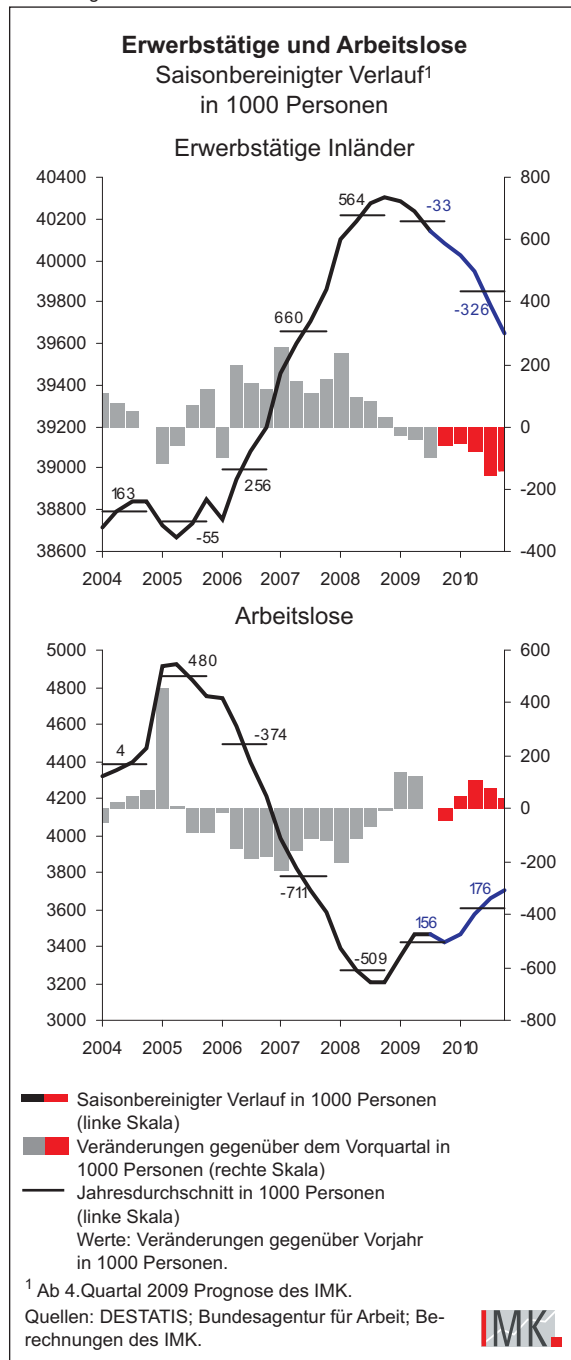 Erwerbstätige und Arbeitslose
Saisonbereinigter Verlauf¹
in 1000 Personen
Erwerbstätige Inländer
40400
40200
40000
39800
39600
39400
39200
39000
38800
38600
800
600
400
200
0
-200
-400
163
-55
256
660
564
-33
-326
2004 2005 2006 2007 2008 2009 2010
Arbeitslose
5000
4800
4600
4400
4200
4000
3800
3600
3400
3200
3000
600
400
200
0
-200
-400
-600
-800
4
480
-374
-711
-509
156
176
2004 2005 2006 2007 2008 2009 2010
Saisonbereinigter Verlauf in 1000 Personen
(linke Skala)
Veränderungen gegenüber dem Vorquartal in
1000 Personen (rechte Skala)
Jahresdurchschnitt in 1000 Personen
(linke Skala)
Werte: Veränderungen gegenüber Vorjahr
in 1000 Personen.
¹ Ab 4.Quartal 2009 Prognose des IMK.
Quellen: DESTATIS; Bundesagentur für Arbeit; Be-
rechnungen des IMK.
IMK